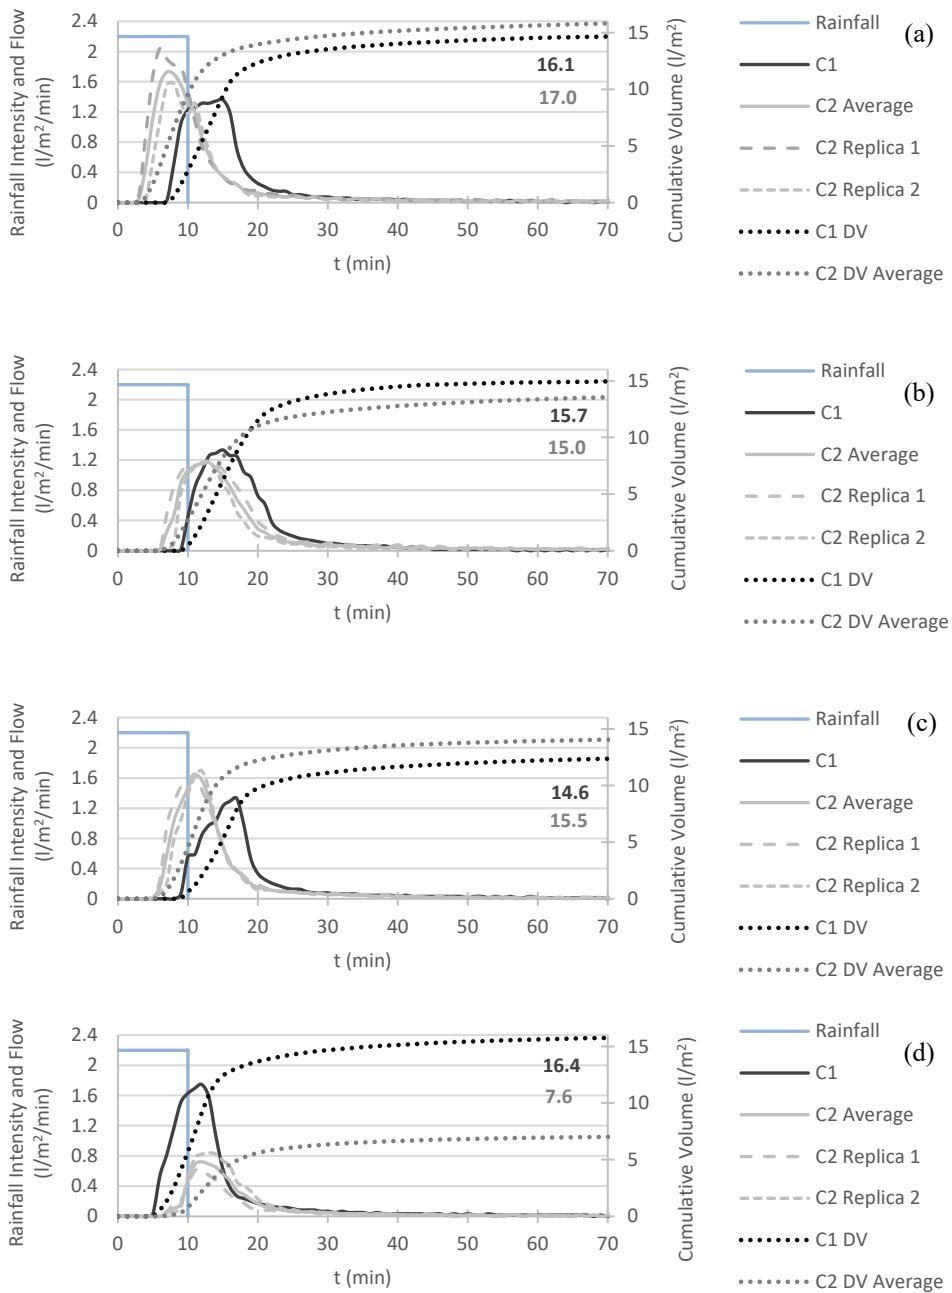 Rainfall Intensity and Flow
(l/m²/min)
2.4
2
1.6
1.2
0.8
0.4
0
0 10 20 30 40 50 60 70
t (min)
16.1
17.0
15
10
5
0
Cumulative Volume (l/m²)
Rainfall
C1
C2 Average
C2 Replica 1
C2 Replica 2
C1 DV
C2 DV Average
(a)
Rainfall Intensity and Flow
(l/m²/min)
2.4
2
1.6
1.2
0.8
0.4
0
0 10 20 30 40 50 60 70
t (min)
15.7
15.0
15
10
5
0
Cumulative Volume (l/m²)
Rainfall
C1
C2 Average
C2 Replica 1
C2 Replica 2
C1 DV
C2 DV Average
(b)
Rainfall Intensity and Flow
(l/m²/min)
2.4
2
1.6
1.2
0.8
0.4
0
0 10 20 30 40 50 60 70
t (min)
14.6
15.5
15
10
5
0
Cumulative Volume (l/m²)
Rainfall
C1
C2 Average
C2 Replica 1
C2 Replica 2
C1 DV
C2 DV Average
(c)
Rainfall Intensity and Flow
(l/m²/min)
2.4
2
1.6
1.2
0.8
0.4
0
0 10 20 30 40 50 60 70
t (min)
16.4
7.6
15
10
5
0
Cumulative Volume (l/m²)
Rainfall
C1
C2 Average
C2 Replica 1
C2 Replica 2
C1 DV
C2 DV Average
(d)